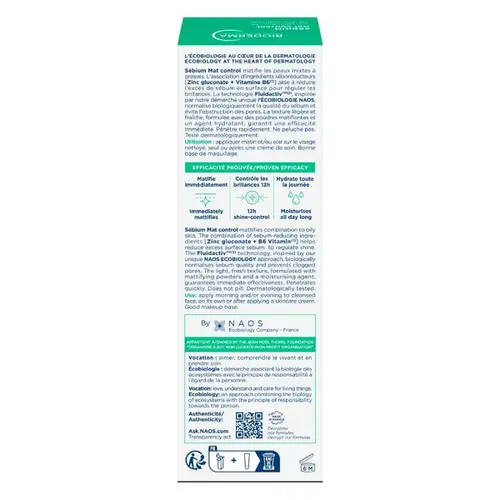 BIODERMA
L'ÉCOBIOLOGIE AU CŒUR DE LA DERMATOLOGIE
ECOBIOLOGY AT THE HEART OF DERMATOLOGY
Sébium Mat control matifie les peaux mixtes à
grasses. L'association d'ingrédients séboréducteurs
[Zinc gluconate + Vitamine B6] aide à réduire
l'excès de sébum en surface pour réguler les
brillances. La technologie Fluidactiv, inspirée
par notre démarche unique l'ÉCOBIOLOGIE NAOS,
normalise biologiquement la qualité du sébum et
évite l'obstruction des pores. La texture légère et
fraîche, formulée avec des poudres matifiantes et
un agent hydratant, garantit une efficacité
immédiate. Pénètre rapidement. Ne peluche pas.
Testé dermatologiquement.
Utilisation : appliquer matin et/ou soir sur le visage
nettoyé, seul ou après une crème de soin. Bonne
base de maquillage.
EFFICACITÉ PROUVÉE/PROVEN EFFICACY
Matifie immédiatement
Contrôle les brillances 12h
Hydrate toute la journée
Immediately mattifies
12h shine-control
Moisturises all day long
Sébium Mat control mattifies combination to oily
skin. The combination of sebum-reducing ingre-
dients [Zinc gluconate + B6 Vitamin] helps
reduce excess surface sebum to regulate shine.
The Fluidactiv technology, inspired by our
unique NAOS ECOBIOLOGY approach, biologically
normalises sebum quality and prevents clogged
pores. The light, fresh texture, formulated with
mattifying powders and a moisturising agent,
guarantees immediate effectiveness. Penetrates
quickly. Does not pill. Dermatologically tested.
Use: apply morning and/or evening to cleansed
face, on its own or after applying a skincare cream.
Good makeup base.
By NAOS
Ecobiology Company - France
Vocation : aimer, comprendre le vivant et en
prendre soin.
Écobiologie : démarche associant la biologie des
écosystèmes avec le principe de responsabilité à
l'égard de la personne.
Vocation: love, understand and care for living things.
Ecobiology: an approach combining the biology
of ecosystems with the principle of responsibility
towards the person.
Authenticité/
Authenticity
Ask.NAOS.com
Transparency act
Décryptez
nos formules
Decrypt
our formulas
FR
+
6 M